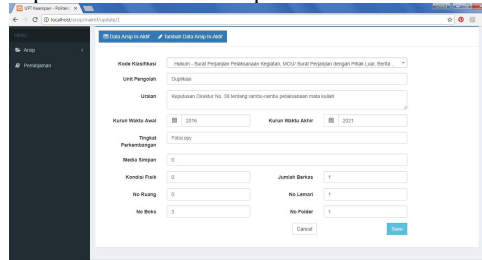 UPT Kearsipan - Politekn
localhost/arsip/inaktif/update/1
MENU
Data Arsip In-Aktif Tambah Data Arsip In-Aktif
Arsip
Peminjaman
Kode Klasifikasi - Hukum - Surat Perjanjian Pelaksanaan Kegiatan, MOU/ Surat Perjanjian dengan Pihak Luar, Berita ...
Unit Pengolah Duplikasi
Uraian Keputusan Direktur No. 38 tentang rambu-rambu pelaksanaan mata kuliah
Kurun Waktu Awal 2016 Kurun Waktu Akhir 2021
Tingkat Perkembangan Fotocopy
Media Simpan 0
Kondisi Fisik 0 Jumlah Berkas 1
No Ruang 0 No Lemari 1
No Boks 3 No Folder 1
Cancel Save